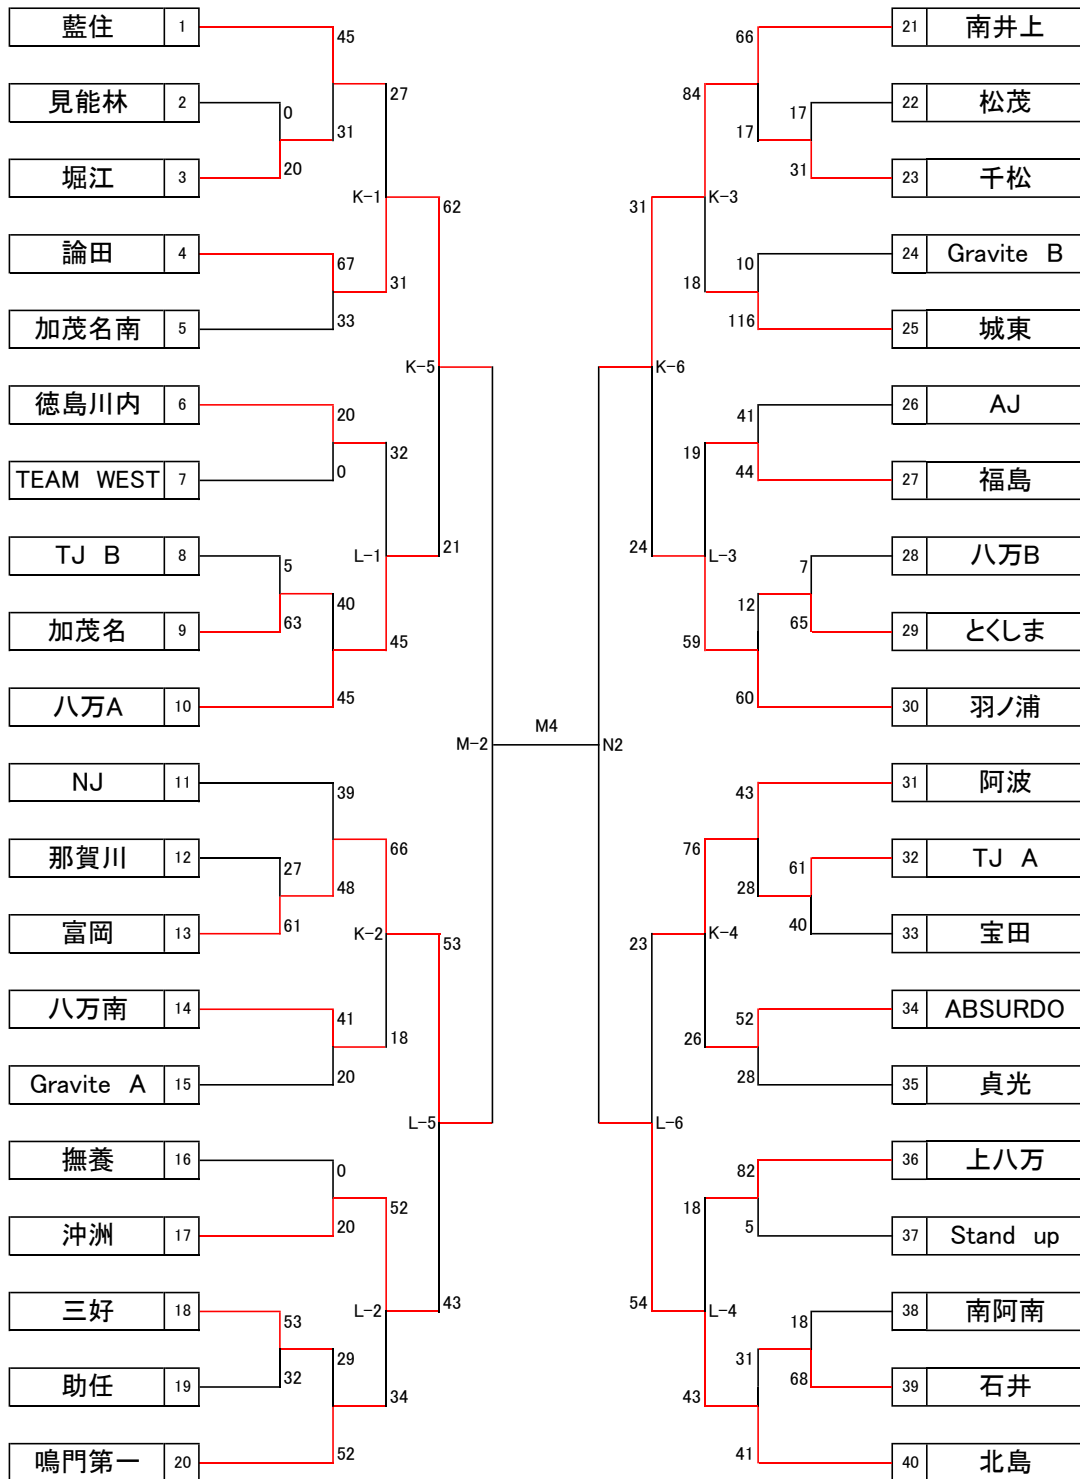 藍住 1
45
27
見能林 2
0
31
堀江 3
20
K-1
62
論田 4
67
31
加茂名南 5
33
K-5
徳島川内 6
20
32
TEAM WEST 7
0
TJ B 8
5
L-1
21
40
加茂名 9
63
45
八万A 10
45
M-2
M4
N2
NJ 11
39
66
那賀川 12
27
48
富岡 13
61
K-2
53
八万南 14
41
18
Gravite A 15
20
L-5
撫養 16
0
52
沖洲 17
20
三好 18
53
L-2
43
29
助任 19
32
34
鳴門第一 20
52
66
21 南井上
84
17
22 松茂
17
31
23 千松
31
K-3
10
24 Gravite B
18
116
25 城東
K-6
41
26 AJ
19
44
27 福島
24
L-3
7
28 八万B
12
65
29 とくしま
59
60
30 羽ノ浦
43
31 阿波
76
61
32 TJ A
28
40
33 宝田
23
K-4
52
34 ABSURDO
26
28
35 貞光
L-6
82
36 上八万
18
5
37 Stand up
54
L-4
18
38 南阿南
31
68
39 石井
43
41
40 北島